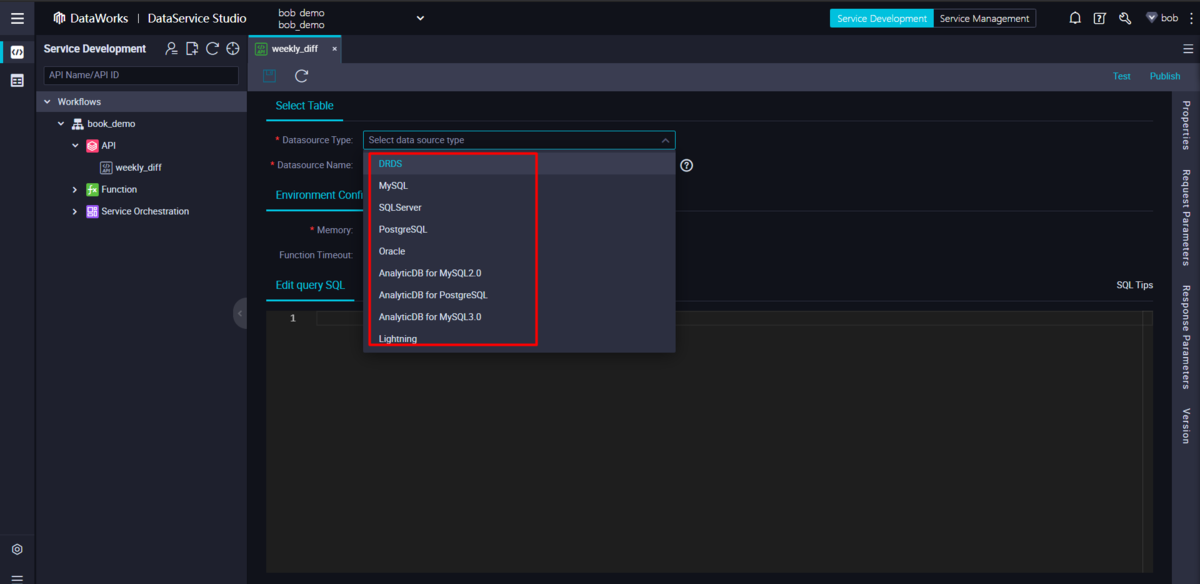 DataWorks | DataService Studio
bob_demo
bob_demo
Service Development
Service Management
bob
Service Development
weekly_diff ×
API Name/API ID
Test
Publish
Workflows
book_demo
API
weekly_diff
Function
Service Orchestration
Select Table
* Datasource Type:
Select data source type
* Datasource Name:
DRDS
MySQL
SQLServer
PostgreSQL
Oracle
AnalyticDB for MySQL2.0
AnalyticDB for PostgreSQL
AnalyticDB for MySQL3.0
Lightning
Environment Confi
* Memory:
Function Timeout:
Edit query SQL
SQL Tips
1
Properties
Request Parameters
Response Parameters
Version